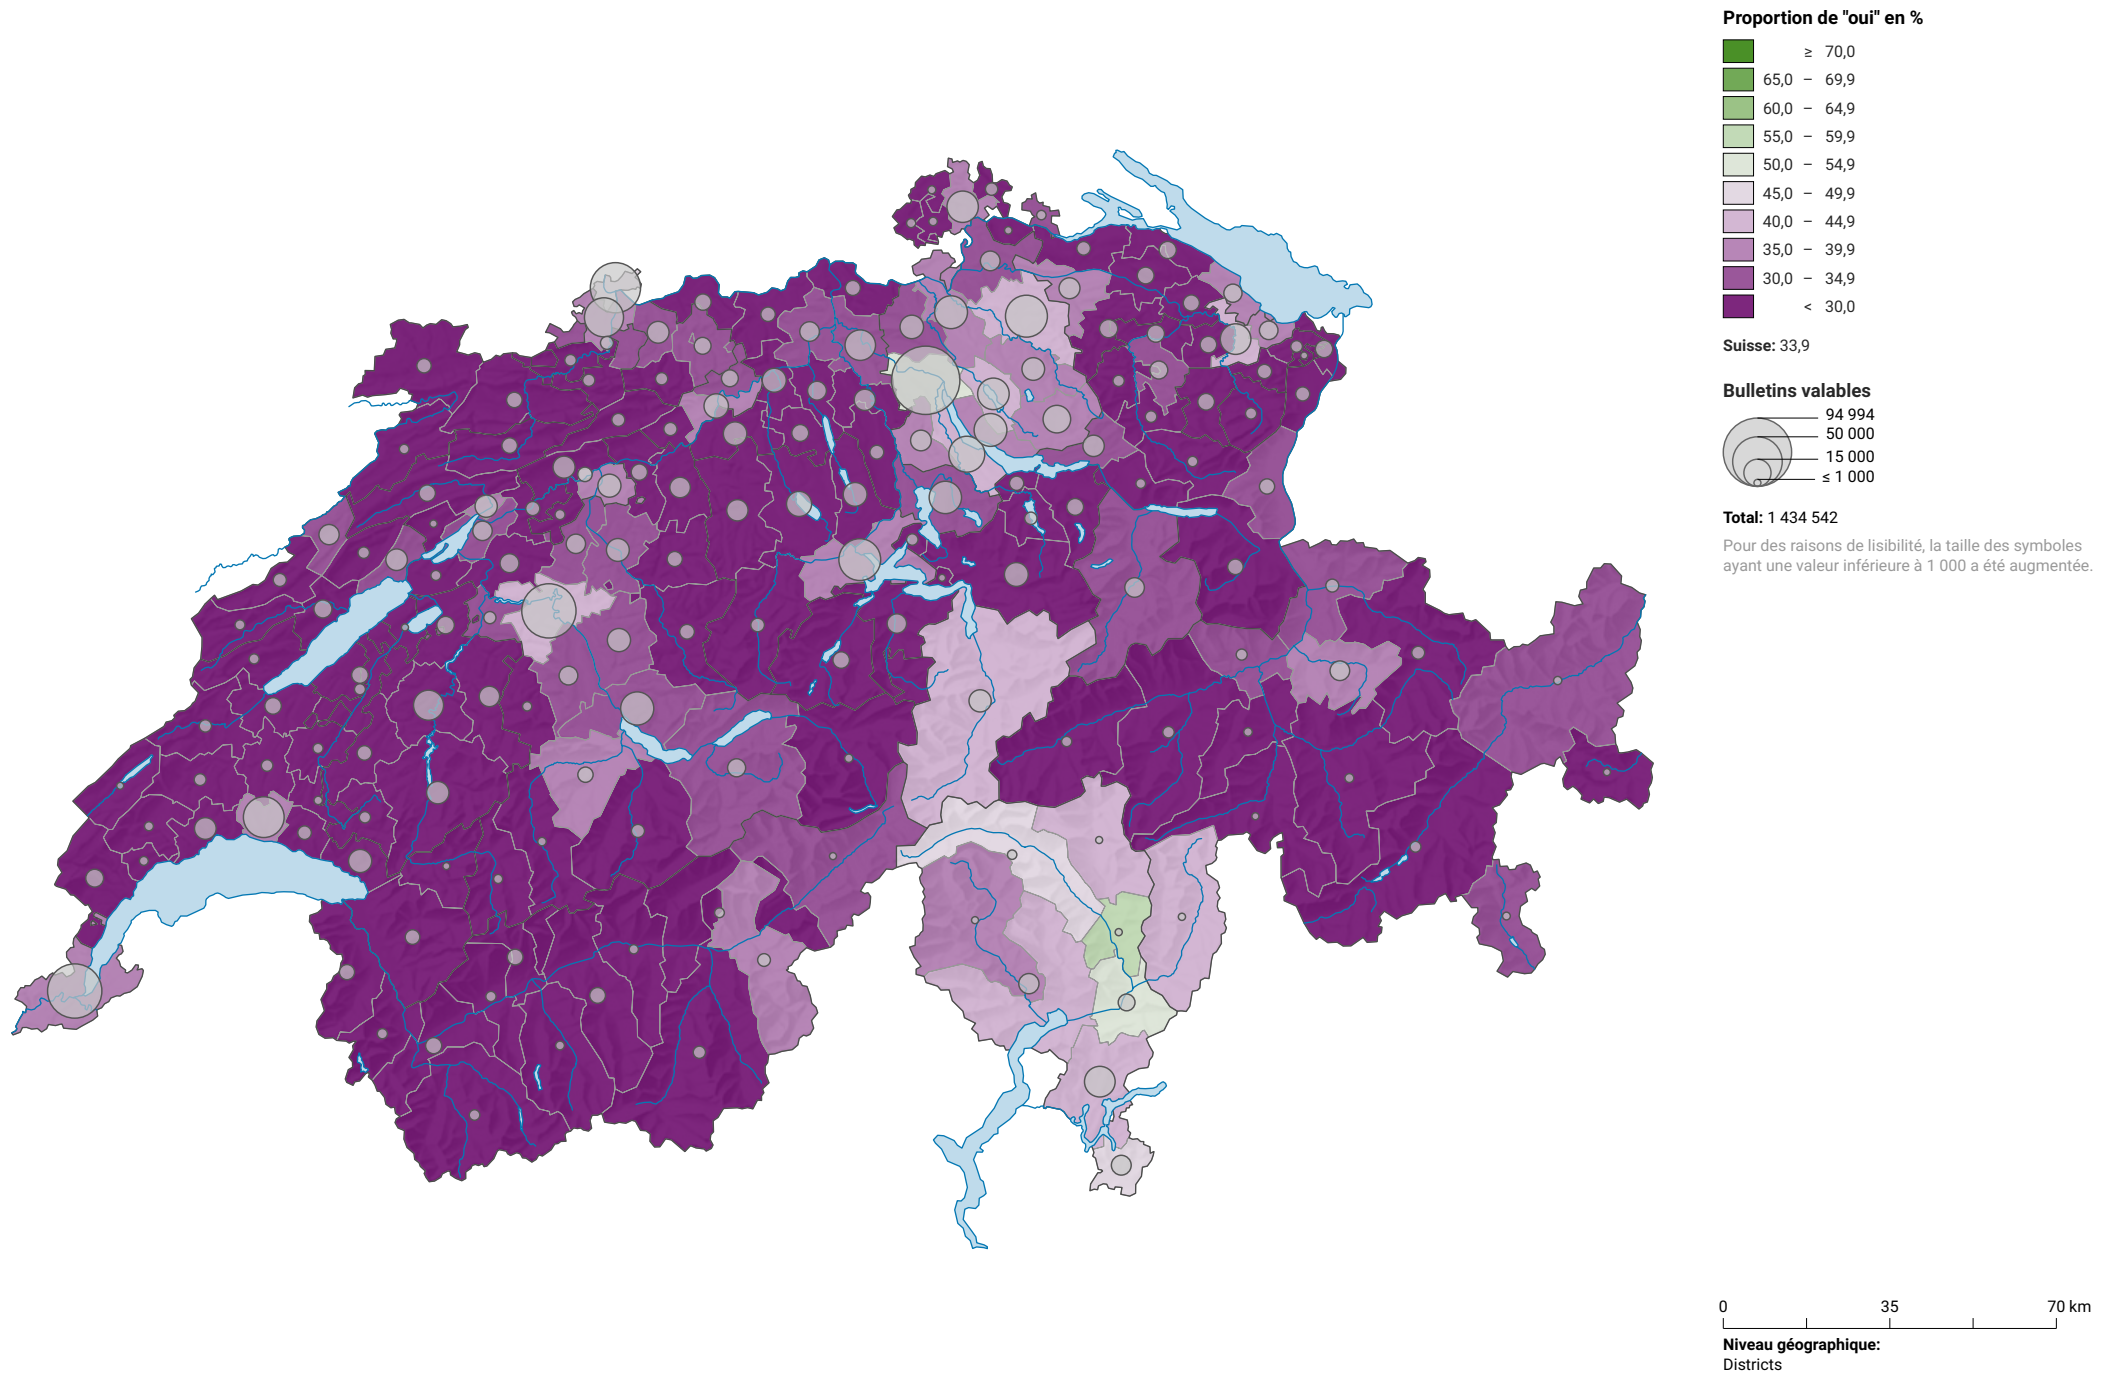 Proportion de "oui" en %
≥ 70,0
65,0 – 69,9
60,0 – 64,9
55,0 – 59,9
50,0 – 54,9
45,0 – 49,9
40,0 – 44,9
35,0 – 39,9
30,0 – 34,9
< 30,0
Suisse: 33,9
Bulletins valables
94 994
50 000
15 000
≤ 1 000
Total: 1 434 542
Pour des raisons de lisibilité, la taille des symboles
ayant une valeur inférieure à 1 000 a été augmentée.
0 35 70 km
Niveau géographique:
Districts